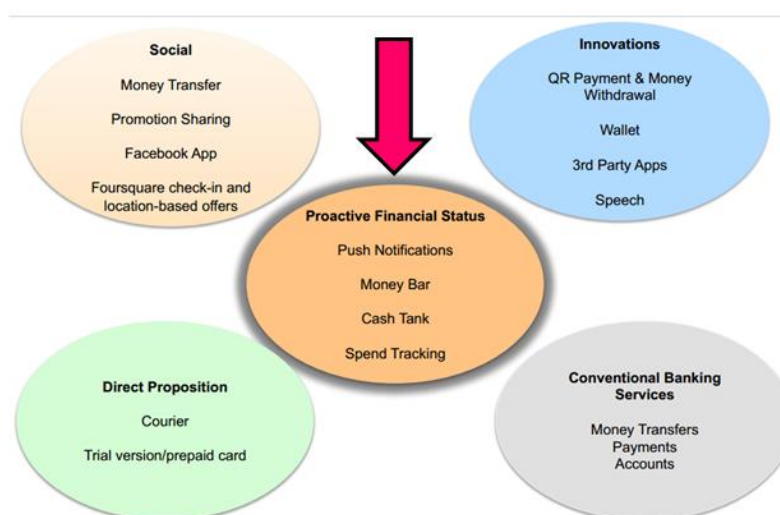 Social
Money Transfer
Promotion Sharing
Facebook App
Foursquare check-in and
location-based offers
Innovations
QR Payment & Money
Withdrawal
Wallet
3rd Party Apps
Speech
Proactive Financial Status
Push Notifications
Money Bar
Cash Tank
Spend Tracking
Direct Proposition
Courier
Trial version/prepaid card
Conventional Banking
Services
Money Transfers
Payments
Accounts